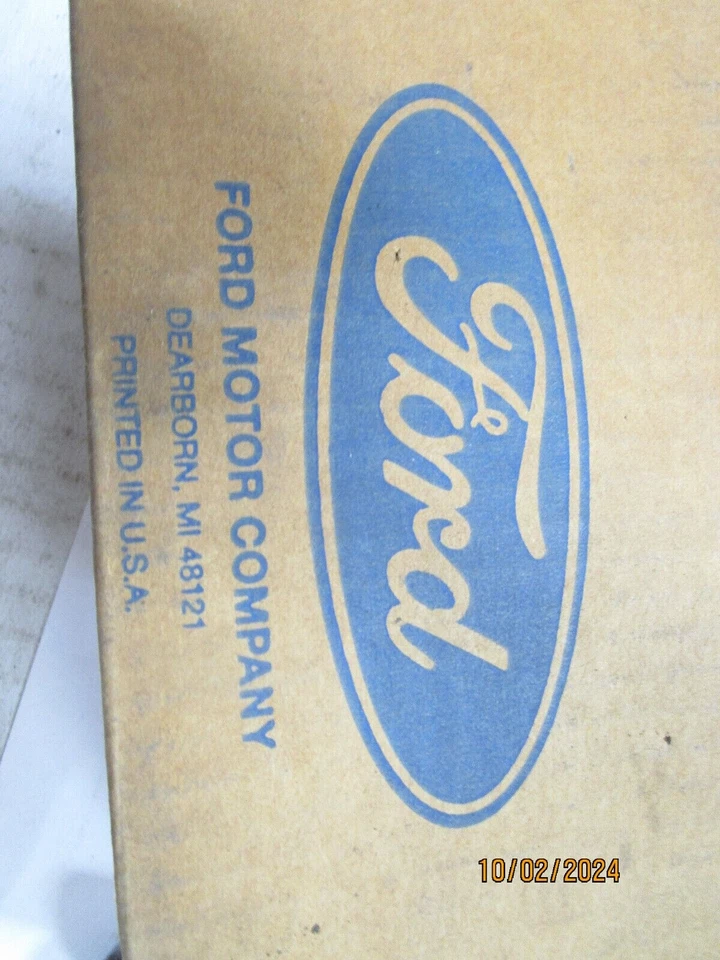 Ford
FORD MOTOR COMPANY
DEARBORN, MI 48121
PRINTED IN U.S.A.
10/02/2024